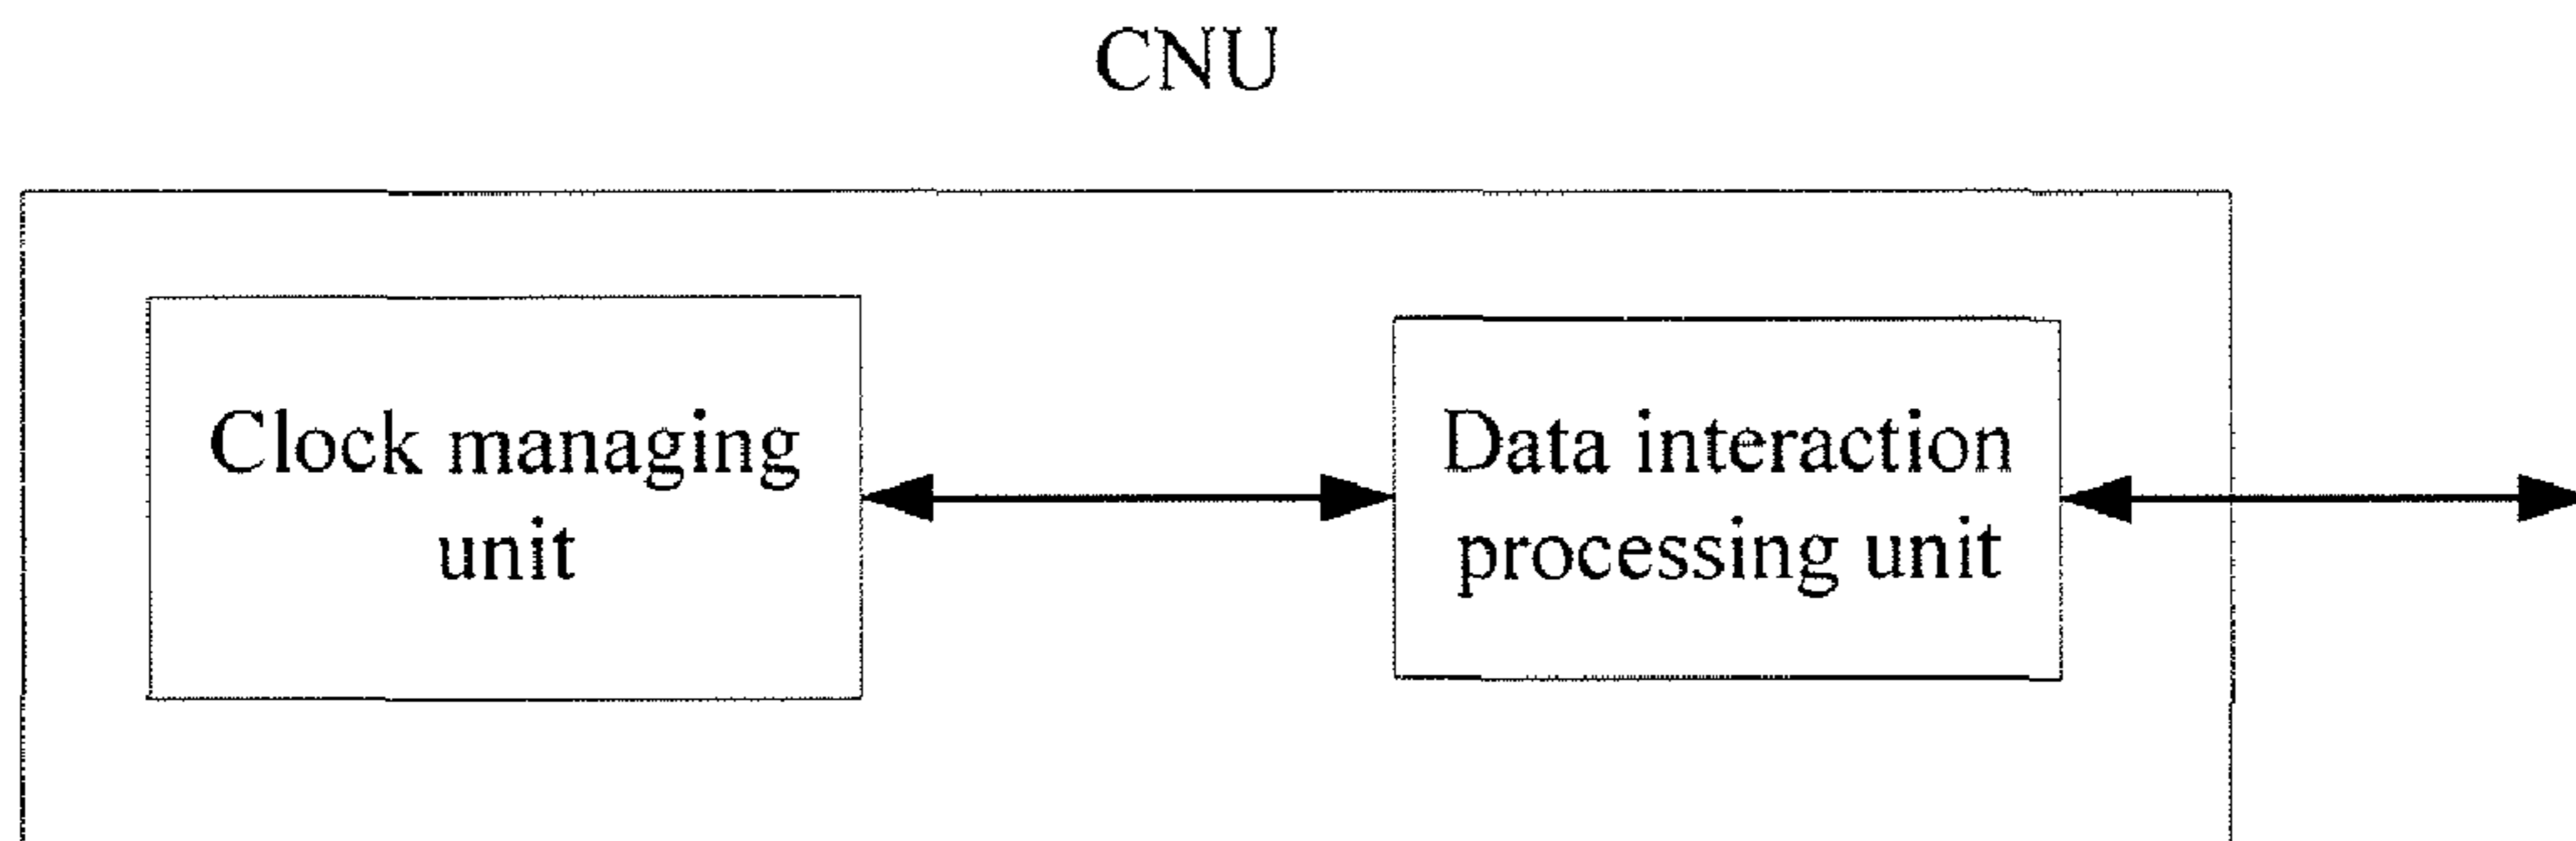 CNU
Clock managing
unit
Data interaction
processing unit